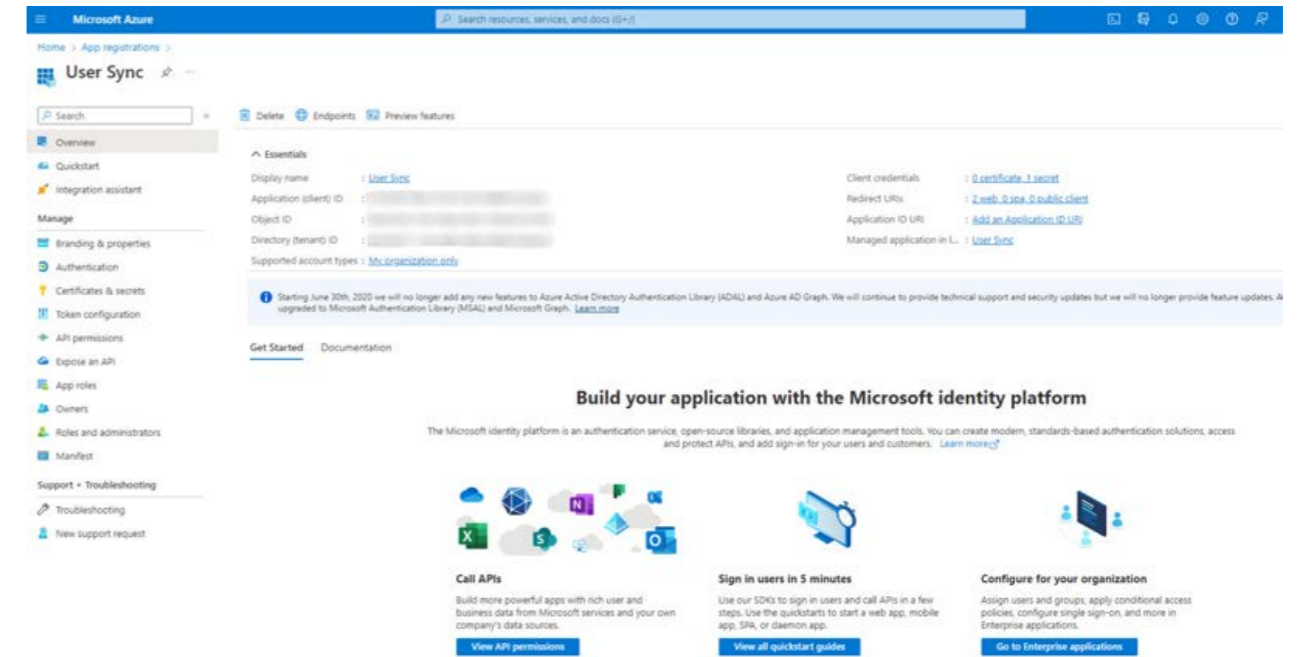 Microsoft Azure
Search resources, services, and docs (G+/)
Home > App registrations >
User Sync
Search
Delete Endpoints Preview features
Overview
Quickstart
Integration assistant
Manage
Branding & properties
Authentication
Certificates & secrets
Token configuration
API permissions
Expose an API
App roles
Owners
Roles and administrators
Manifest
Support + Troubleshooting
Troubleshooting
New support request
Essentials
Display name : User Sync
Application (client) ID :
Object ID :
Directory (tenant) ID :
Supported account types : My organization only
Client credentials : 0 certificate, 1 secret
Redirect URIs : 2 web, 0 spa, 0 public client
Application ID URI : Add an Application ID URI
Managed application in l... : User Sync
Starting June 30th, 2020 we will no longer add any new features to Azure Active Directory Authentication Library (ADAL) and Azure AD Graph. We will continue to provide technical support and security updates but we will no longer provide feature updates.
upgraded to Microsoft Authentication Library (MSAL) and Microsoft Graph. Learn more
Get Started Documentation
Build your application with the Microsoft identity platform
The Microsoft identity platform is an authentication service, open-source libraries, and application management tools. You can create modern, standards-based authentication solutions, access
and protect APIs, and add sign-in for your users and customers. Learn more
Call APIs
Build more powerful apps with rich user and
business data from Microsoft services and your own
company's data sources.
View API permissions
Sign in users in 5 minutes
Use our SDKs to sign in users and call APIs in a few
steps. Use the quickstarts to start a web app, mobile
app, SPA, or daemon app.
View all quickstart guides
Configure for your organization
Assign users and groups, apply conditional access
policies, configure single sign-on, and more in
Enterprise applications.
Go to Enterprise applications